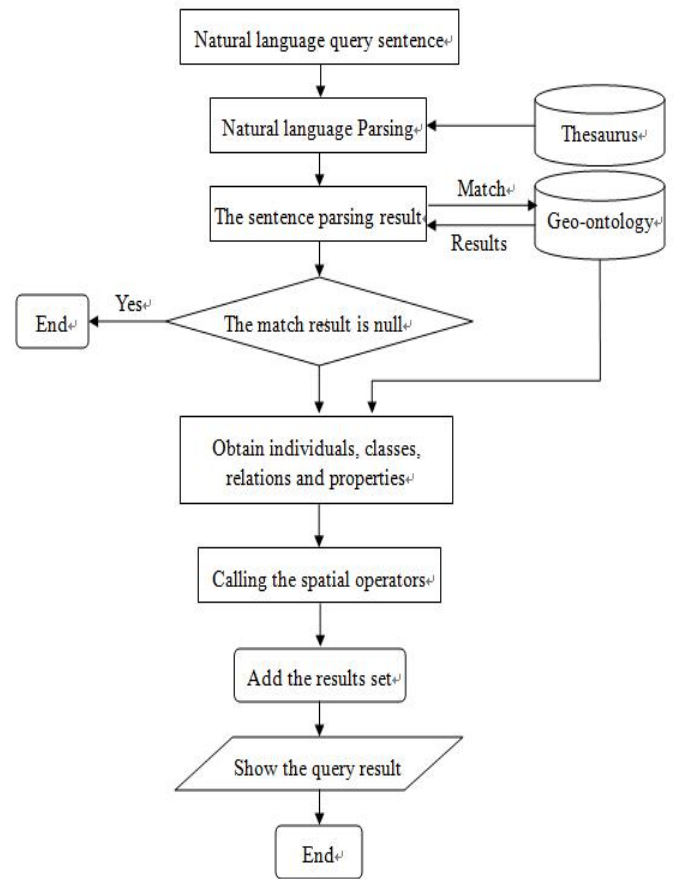 Natural language query sentence
Natural language Parsing
Thesaurus
The sentence parsing result
Match
Results
Geo-ontology
Yes
End
The match result is null
Obtain individuals, classes,
relations and properties
Calling the spatial operators
Add the results set
Show the query result
End